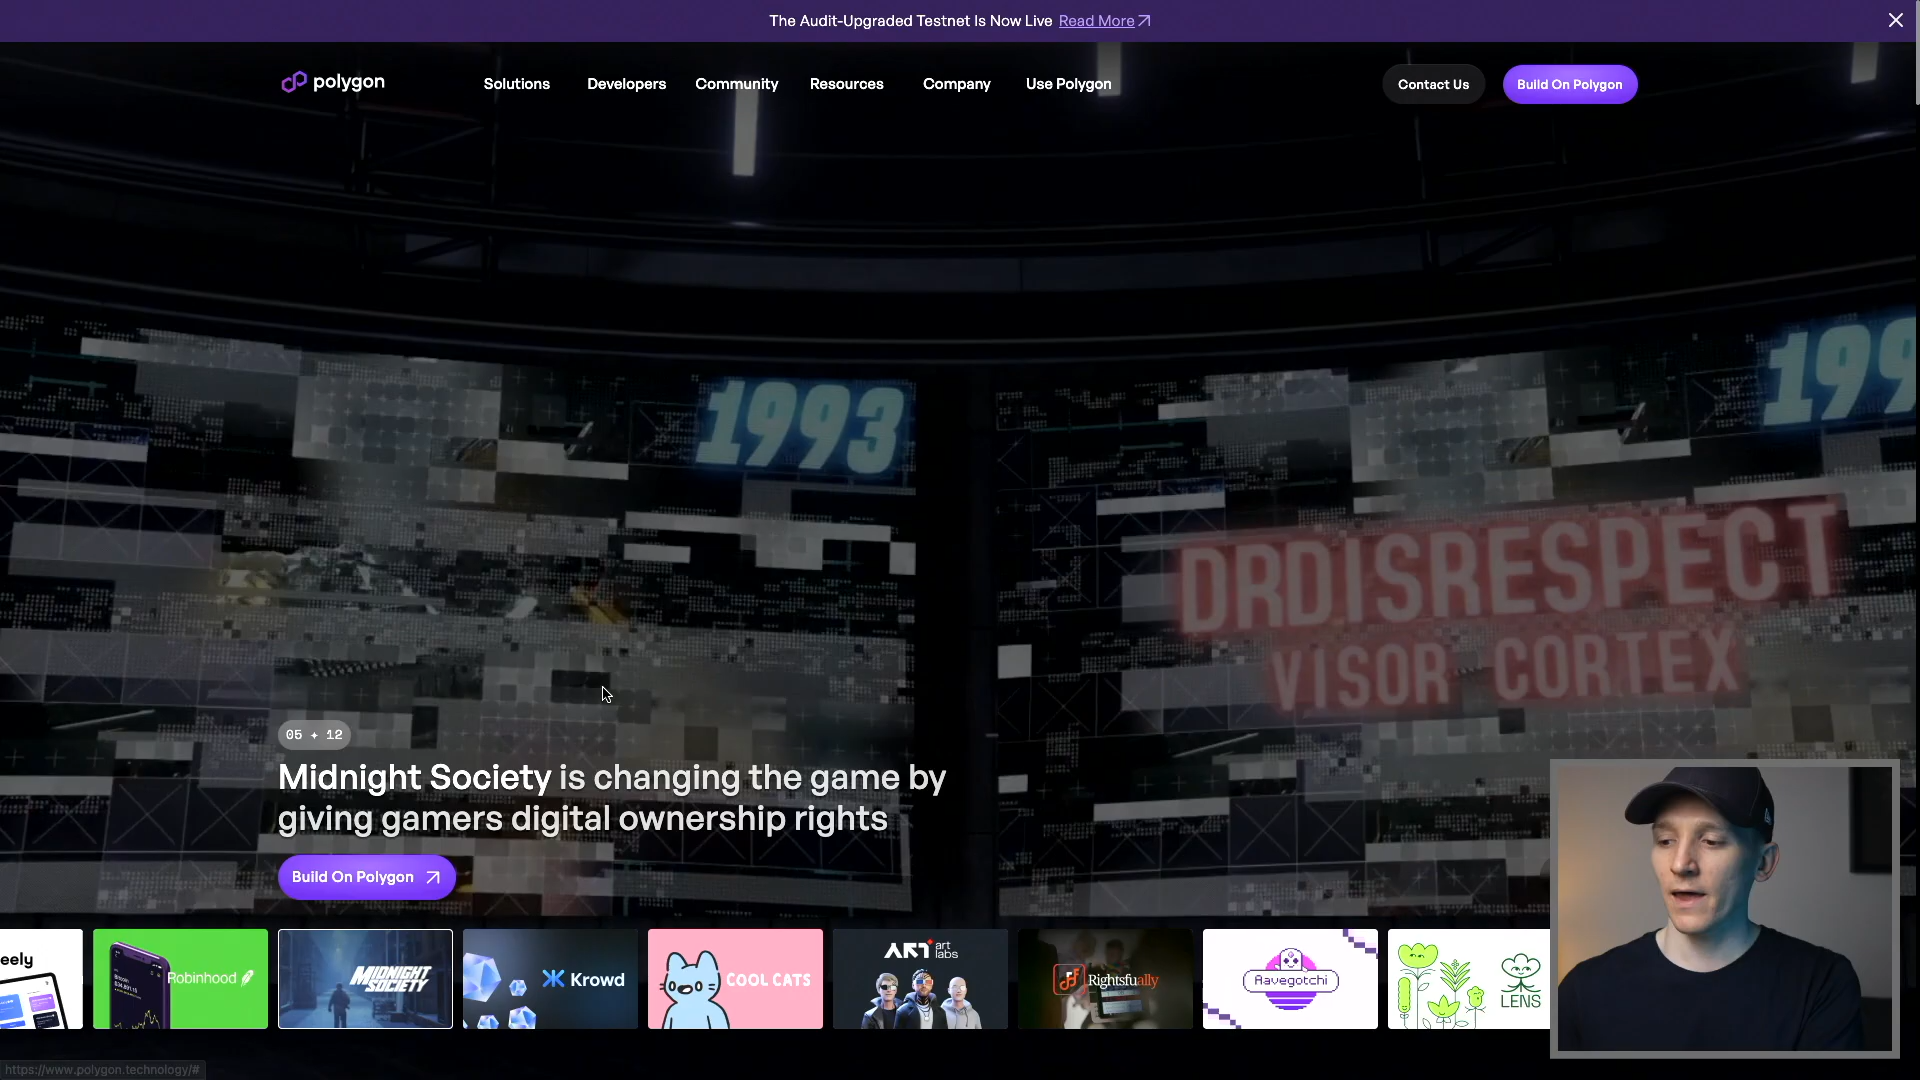 The Audit-Upgraded Testnet Is Now Live Read More
polygon
Solutions
Developers
Community
Resources
Company
Use Polygon
Contact Us
Build On Polygon
1993
199
DRDISRESPECT
VISOR CORTEX
05 ✦ 12
Midnight Society is changing the game by
giving gamers digital ownership rights
Build On Polygon
eely
Robinhood
MIDNIGHT
SOCIETY
Krowd
COOL CATS
ART art
labs
Rightsfually
Aavegotchi
LENS
https://www.polygon.technology/#